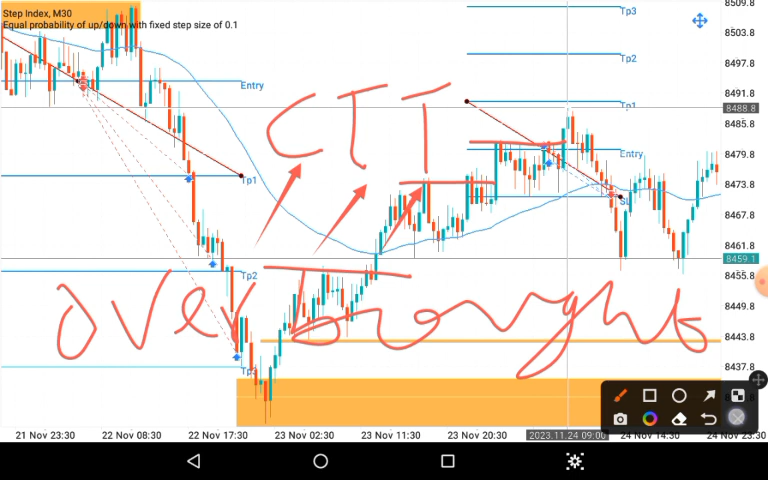 Step Index, M30
Equal probability of up/down with fixed step size of 0.1
8509.8
Tp3
8503.8
Tp2
8497.8
Entry
8491.8
Tp1
8488.8
8485.8
CIT
8479.8
Entry
8473.8
Tp1
SL
8467.8
8461.8
8459.1
8455.8
Tp2
Over bought
8449.8
8443.8
8437.8
Tp3
21 Nov 23:30 22 Nov 08:30 22 Nov 17:30 23 Nov 02:30 23 Nov 11:30 23 Nov 20:30 2023.11.24 09:00 24 Nov 14:30 24 Nov 23:30